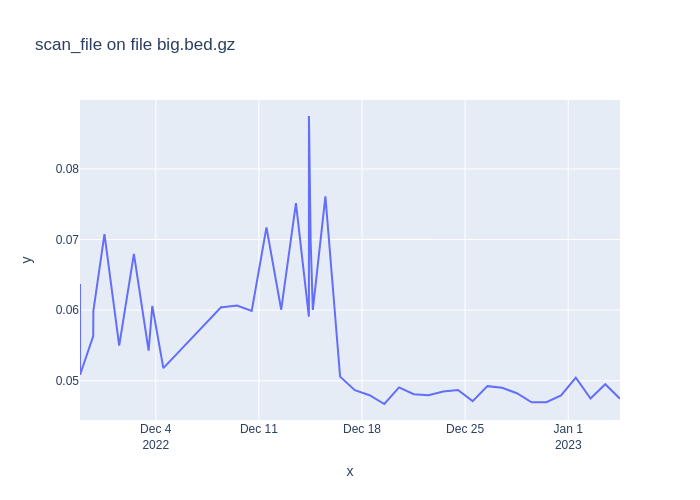 scan_file on file big.bed.gz
0.08
0.07
0.06
0.05
y
Dec 4
2022
Dec 11
Dec 18
Dec 25
Jan 1
2023
x